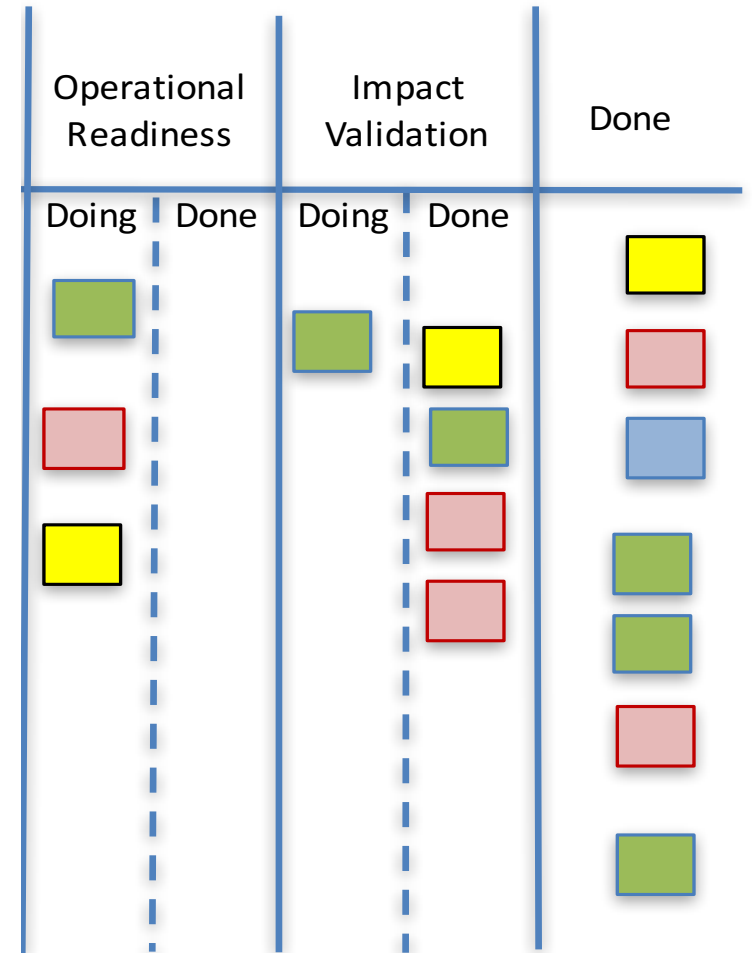 Operational
Readiness
Impact
Validation
Done
Doing
Done
Doing
Done